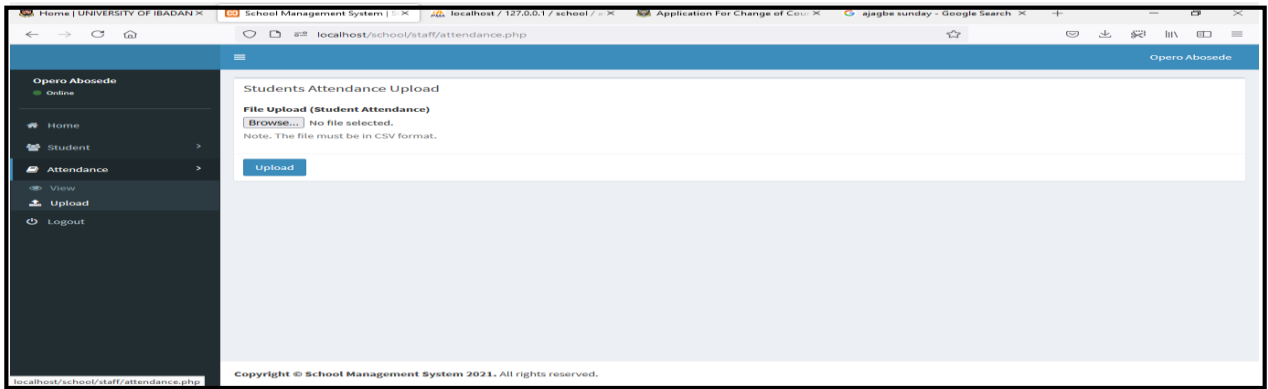 Home | UNIVERSITY OF IBADAN
School Management System | S
localhost / 127.0.0.1 / school /
Application For Change of Cou
ajagbe sunday - Google Search
localhost/school/staff/attendance.php
Opero Abosede
Opero Abosede
Online
Home
Student
Attendance
View
Upload
Logout
Students Attendance Upload
File Upload (Student Attendance)
Browse... No file selected.
Note. The file must be in CSV format.
Upload
Copyright © School Management System 2021. All rights reserved.
localhost/school/staff/attendance.php